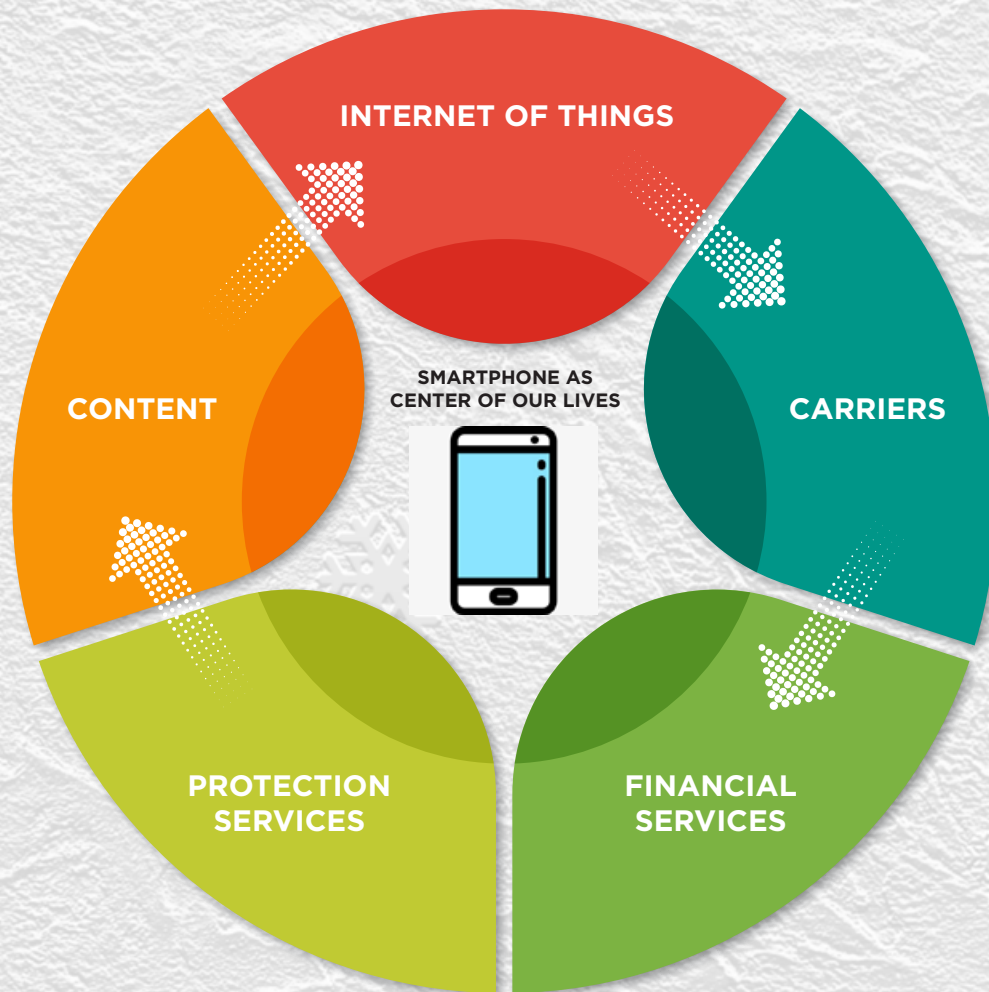 INTERNET OF THINGS
CARRIERS
FINANCIAL
SERVICES
PROTECTION
SERVICES
CONTENT
SMARTPHONE AS
CENTER OF OUR LIVES